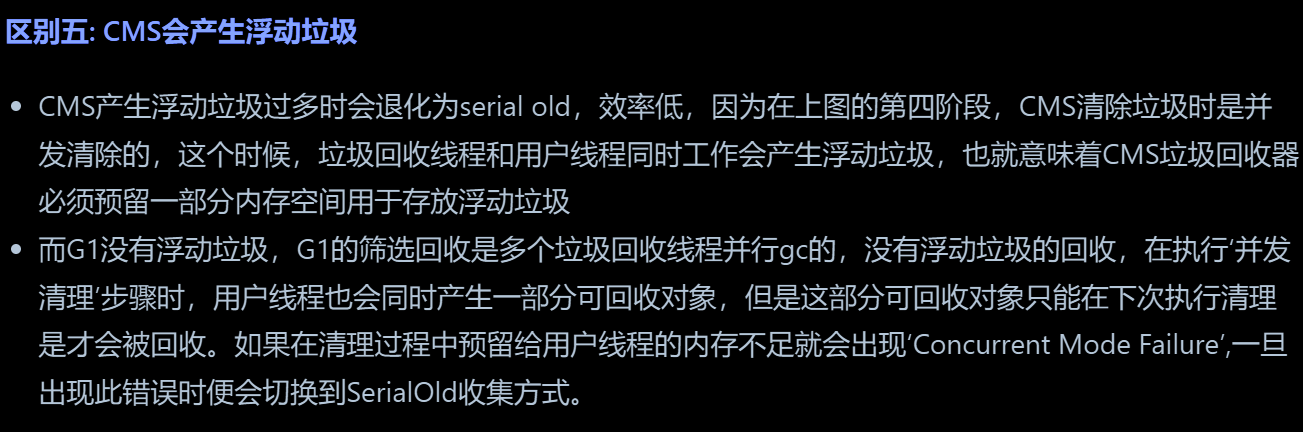 区别五: CMS会产生浮动垃圾
CMS产生浮动垃圾过多时会退化为serial old，效率低，因为在上图的第四阶段，CMS清除垃圾时是并
发清除的，这个时候，垃圾回收线程和用户线程同时工作会产生浮动垃圾，也就意味着CMS垃圾回收器
必须预留一部分内存空间用于存放浮动垃圾
而G1没有浮动垃圾，G1的筛选回收是多个垃圾回收线程并行gc的，没有浮动垃圾的回收，在执行‘并发
清理’步骤时，用户线程也会同时产生一部分可回收对象，但是这部分可回收对象只能在下次执行清理
是才会被回收。如果在清理过程中预留给用户线程的内存不足就会出现‘Concurrent Mode Failure’,一旦
出现此错误时便会切换到SerialOld收集方式。